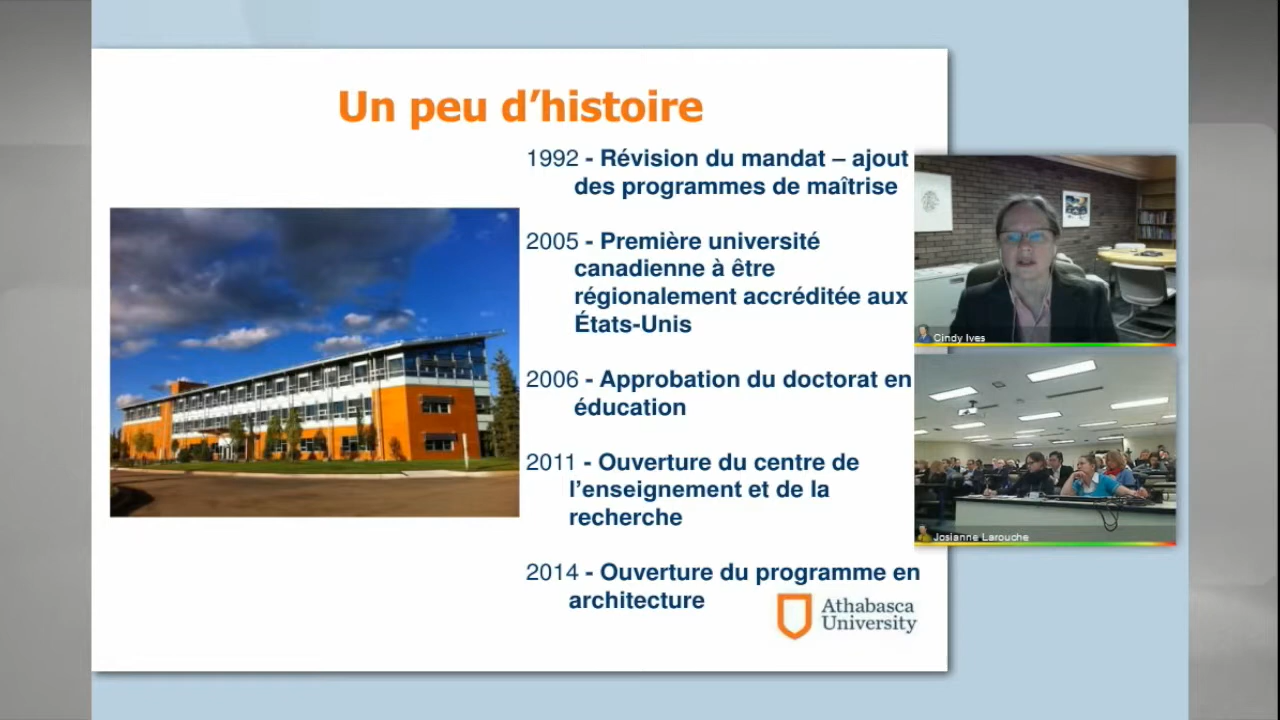 Un peu d’histoire
1992 - Révision du mandat – ajout
des programmes de maîtrise
2005 - Première université
canadienne à être
régionalement accréditée aux
États-Unis
2006 - Approbation du doctorat en
éducation
2011 - Ouverture du centre de
l’enseignement et de la
recherche
2014 - Ouverture du programme en
architecture
Athabasca
University
Cindy Ives
Josianne Larouche